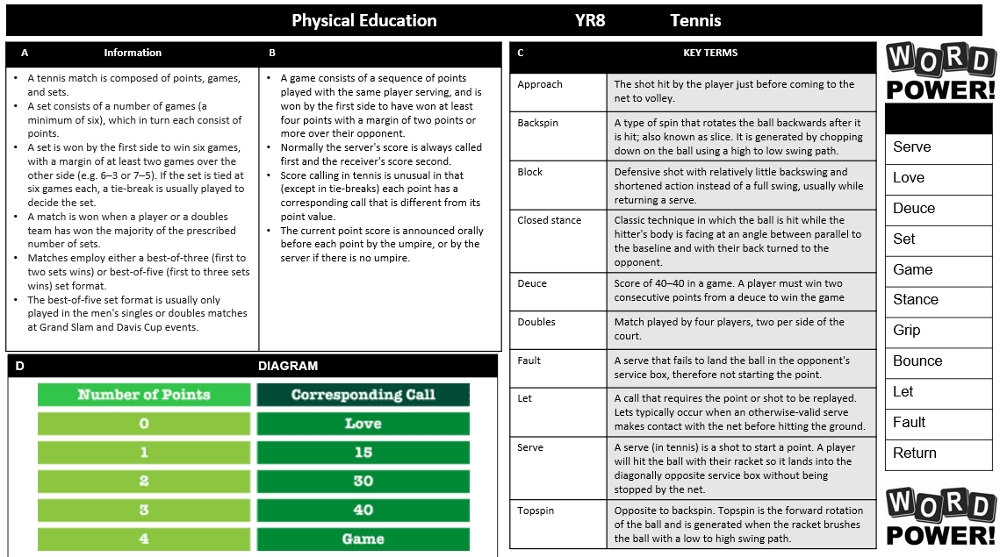 Physical Education YR8 Tennis
A Information
• A tennis match is composed of points, games,
and sets.
• A set consists of a number of games (a
minimum of six), which in turn each consist of
points.
• A set is won by the first side to win six games,
with a margin of at least two games over the
other side (e.g. 6–3 or 7–5). If the set is tied at
six games each, a tie-break is usually played to
decide the set.
• A match is won when a player or a doubles
team has won the majority of the prescribed
number of sets.
• Matches employ either a best-of-three (first to
two sets wins) or best-of-five (first to three sets
wins) set format.
• The best-of-five set format is usually only
played in the men's singles or doubles matches
at Grand Slam and Davis Cup events.
B
• A game consists of a sequence of points
played with the same player serving, and is
won by the first side to have won at least
four points with a margin of two points or
more over their opponent.
• Normally the server's score is always called
first and the receiver's score second.
• Score calling in tennis is unusual in that
(except in tie-breaks) each point has a
corresponding call that is different from its
point value.
• The current point score is announced orally
before each point by the umpire, or by the
server if there is no umpire.
D DIAGRAM
Number of Points Corresponding Call
0 Love
1 15
2 30
3 40
4 Game
C KEY TERMS
Approach The shot hit by the player just before coming to the
net to volley.
Backspin A type of spin that rotates the ball backwards after it
is hit; also known as slice. It is generated by chopping
down on the ball using a high to low swing path.
Block Defensive shot with relatively little backswing and
shortened action instead of a full swing, usually while
returning a serve.
Closed stance Classic technique in which the ball is hit while the
hitter's body is facing at an angle between parallel to
the baseline and with their back turned to the
opponent.
Deuce Score of 40–40 in a game. A player must win two
consecutive points from a deuce to win the game
Doubles Match played by four players, two per side of the
court.
Fault A serve that fails to land the ball in the opponent's
service box, therefore not starting the point.
Let A call that requires the point or shot to be replayed.
Lets typically occur when an otherwise-valid serve
makes contact with the net before hitting the ground.
Serve A serve (in tennis) is a shot to start a point. A player
will hit the ball with their racket so it lands into the
diagonally opposite service box without being
stopped by the net.
Topspin Opposite to backspin. Topspin is the forward rotation
of the ball and is generated when the racket brushes
the ball with a low to high swing path.
WORD
POWER!
Serve
Love
Deuce
Set
Game
Stance
Grip
Bounce
Let
Fault
Return
WORD
POWER!